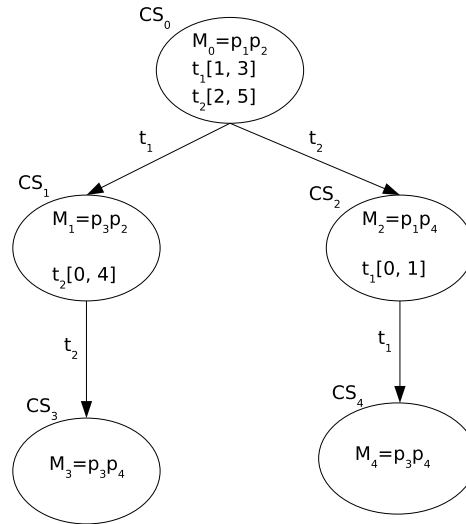 CS₀
M₀=p₁p₂
t₁[1, 3]
t₂[2, 5]
t₁
t₂
CS₁
CS₂
M₁=p₃p₂
M₂=p₁p₄
t₂[0, 4]
t₁[0, 1]
t₂
t₁
CS₃
CS₄
M₃=p₃p₄
M₄=p₃p₄